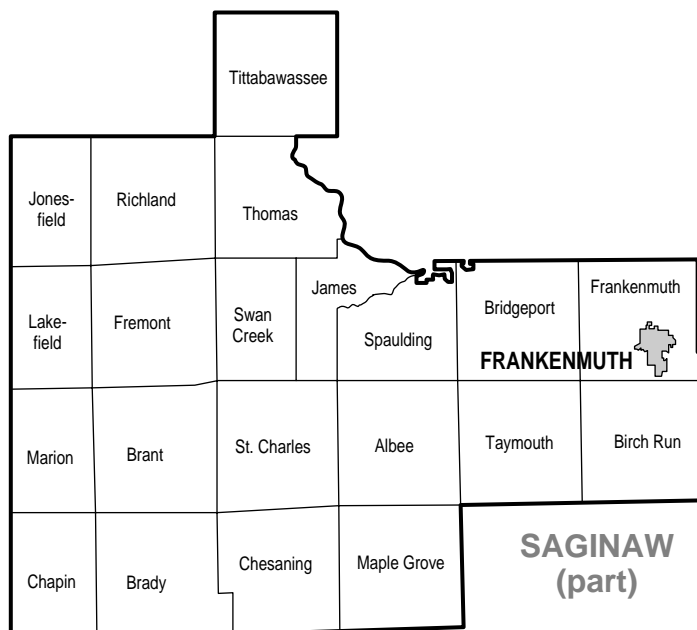 Tittabawassee
Jones-
field
Richland
Thomas
James
Frankenmuth
Lake-
field
Fremont
Swan
Creek
Spaulding
Bridgeport
FRANKENMUTH
Marion
Brant
St. Charles
Albee
Taymouth
Birch Run
Chapin
Brady
Chesaning
Maple Grove
SAGINAW
(part)